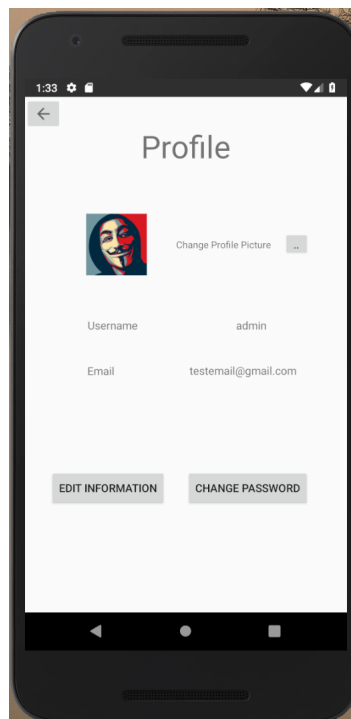 1:33
Profile
Change Profile Picture ..
Username admin
Email testemail@gmail.com
EDIT INFORMATION CHANGE PASSWORD